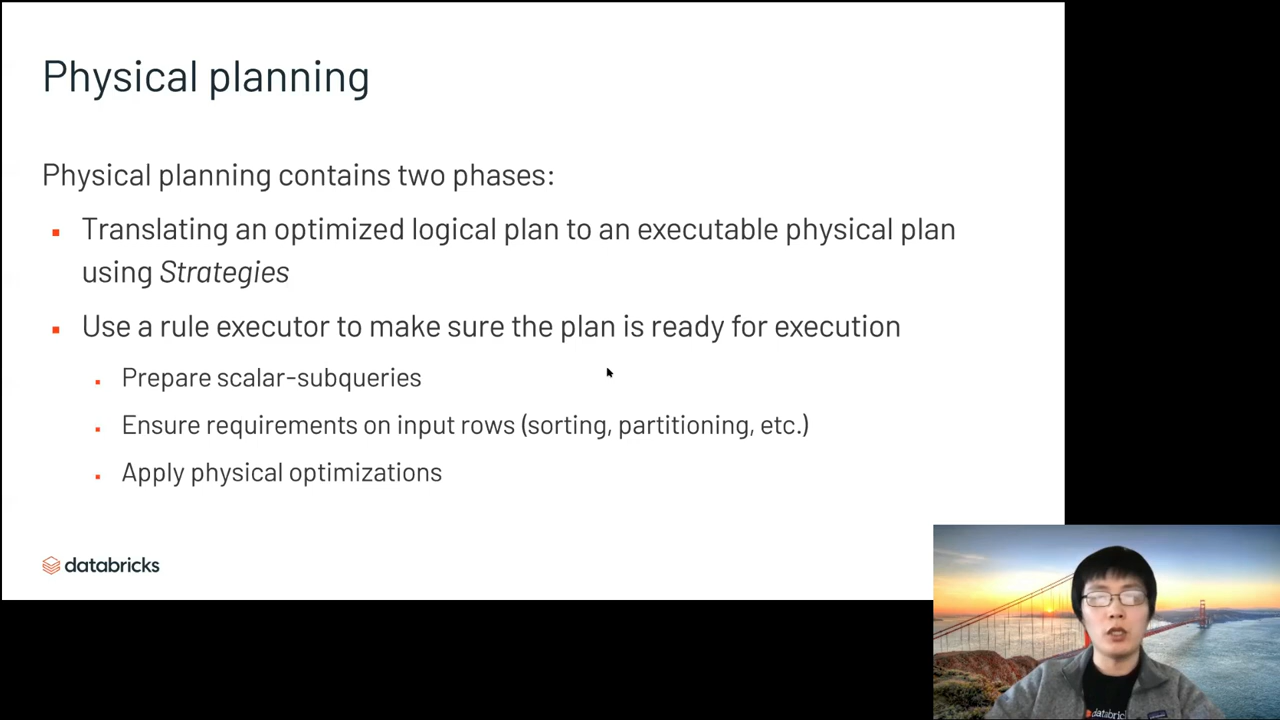 Physical planning
Physical planning contains two phases:
Translating an optimized logical plan to an executable physical plan
using Strategies
Use a rule executor to make sure the plan is ready for execution
Prepare scalar-subqueries
Ensure requirements on input rows (sorting, partitioning, etc.)
Apply physical optimizations
databricks
databric